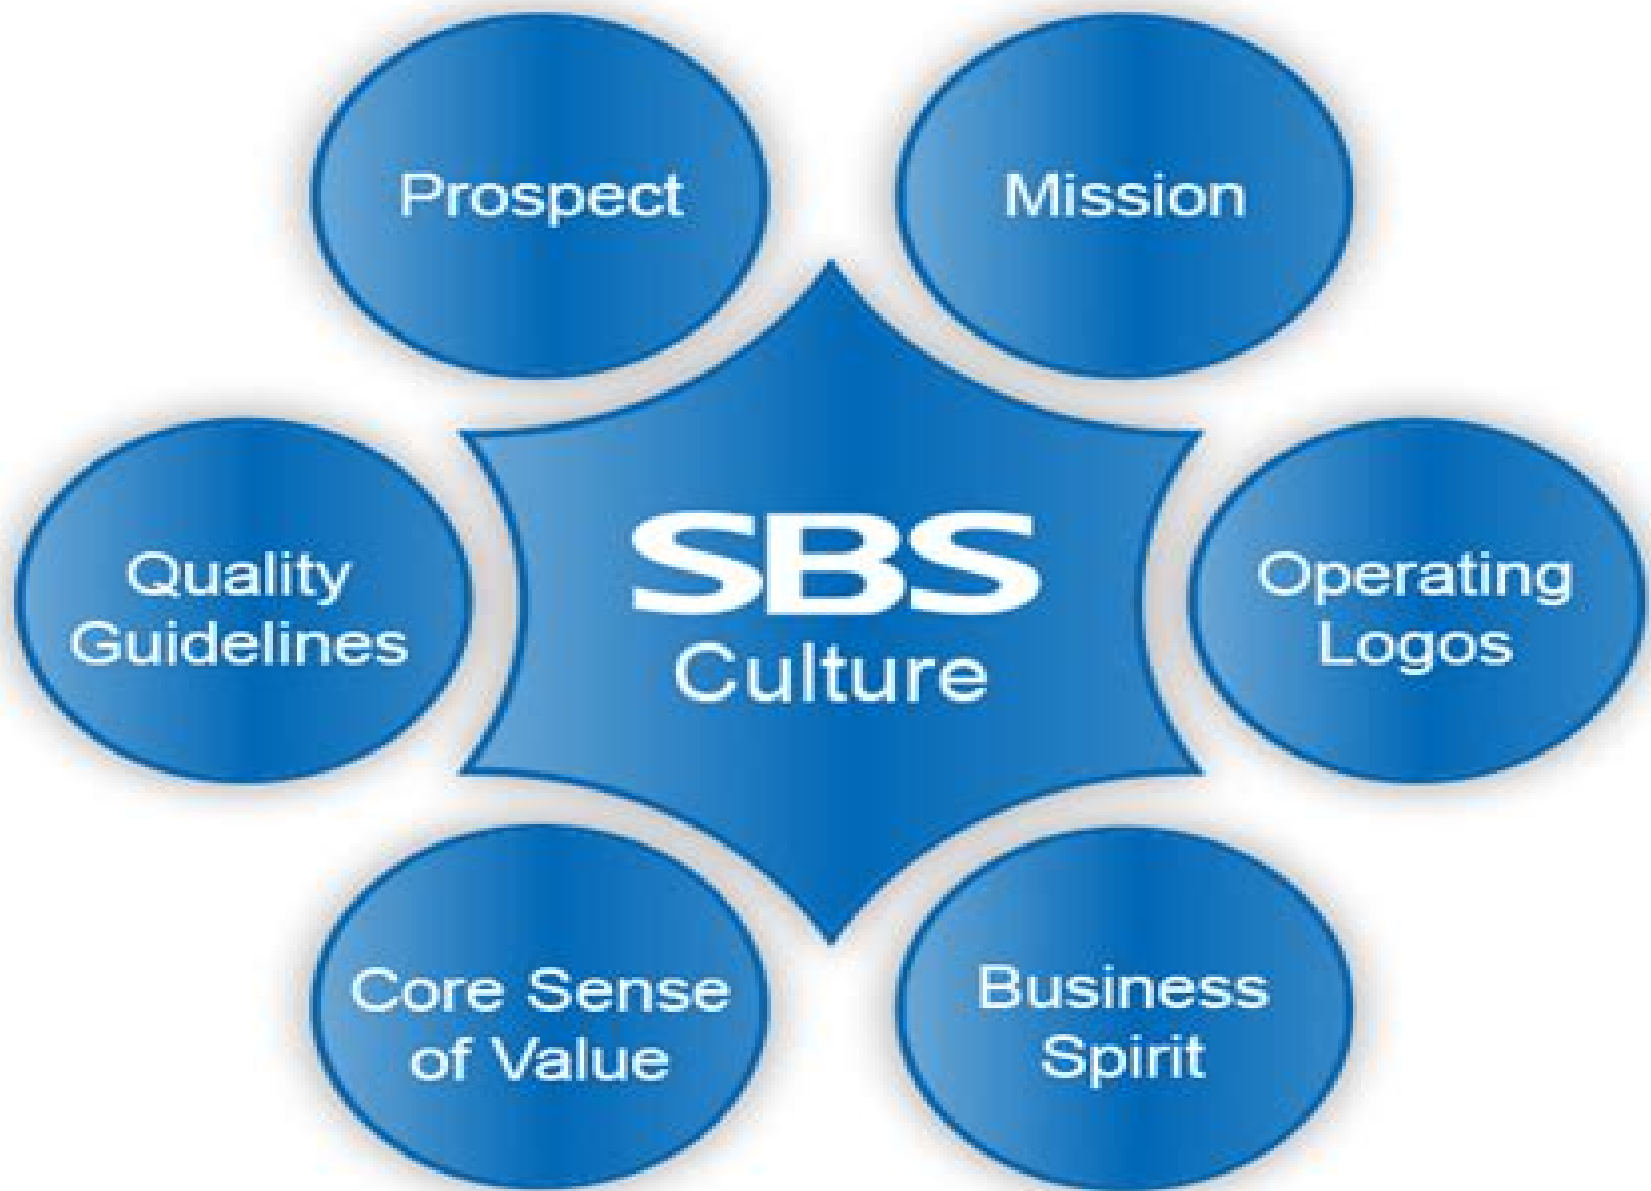 Prospect
Mission
Quality
Guidelines
SBS
Culture
Operating
Logos
Core Sense
of Value
Business
Spirit